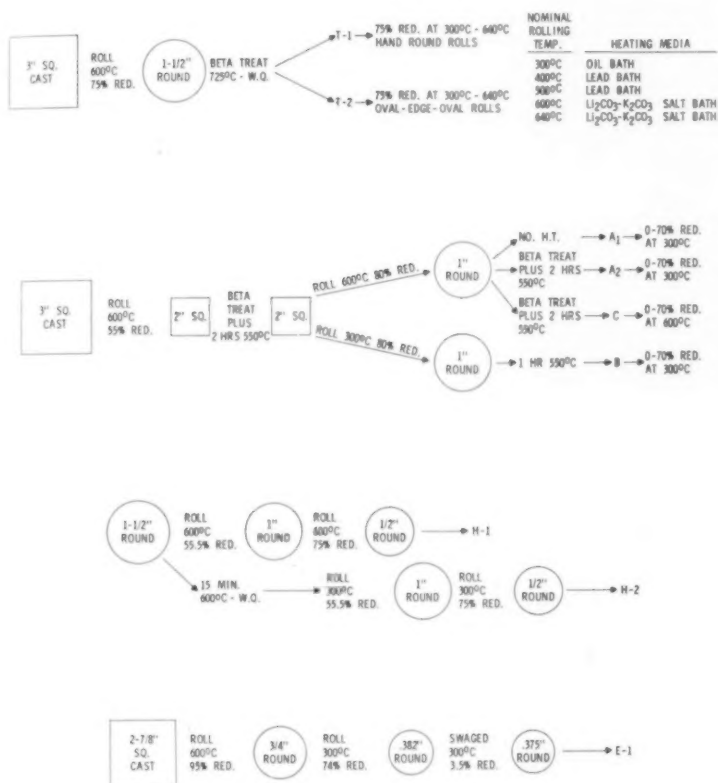 3" SQ.
CAST
ROLL
600°C
75% RED.
1-1/2"
ROUND
BETA TREAT
725°C - W.Q.
T-1
75% RED. AT 300°C - 640°C
HAND ROUND ROLLS
T-2
75% RED. AT 300°C - 640°C
OVAL-EDGE-OVAL ROLLS
NOMINAL
ROLLING
TEMP. HEATING MEDIA
300°C OIL BATH
400°C LEAD BATH
500°C LEAD BATH
600°C Li2CO3-K2CO3 SALT BATH
640°C Li2CO3-K2CO3 SALT BATH
3" SQ.
CAST
ROLL
600°C
55% RED.
2" SQ.
BETA
TREAT
PLUS
2 HRS 550°C
2" SQ.
ROLL 600°C 80% RED.
1"
ROUND
NO. H.T. A1 0-70% RED.
AT 300°C
BETA TREAT
PLUS 2 HRS
550°C
A2 0-70% RED.
AT 300°C
BETA TREAT
PLUS 2 HRS
550°C
C 0-70% RED.
AT 600°C
ROLL 300°C 80% RED.
1"
ROUND
1 HR 550°C B 0-70% RED.
AT 300°C
1-1/2"
ROUND
ROLL
600°C
55.5% RED.
1"
ROUND
ROLL
600°C
75% RED.
1/2"
ROUND
H-1
15 MIN.
600°C - W.Q.
ROLL
300°C
55.5% RED.
1"
ROUND
ROLL
300°C
75% RED.
1/2"
ROUND
H-2
2-7/8"
SQ.
CAST
ROLL
600°C
95% RED.
3/4"
ROUND
ROLL
300°C
74% RED.
.382"
ROUND
SWAGED
300°C
3.5% RED.
.375"
ROUND
E-1